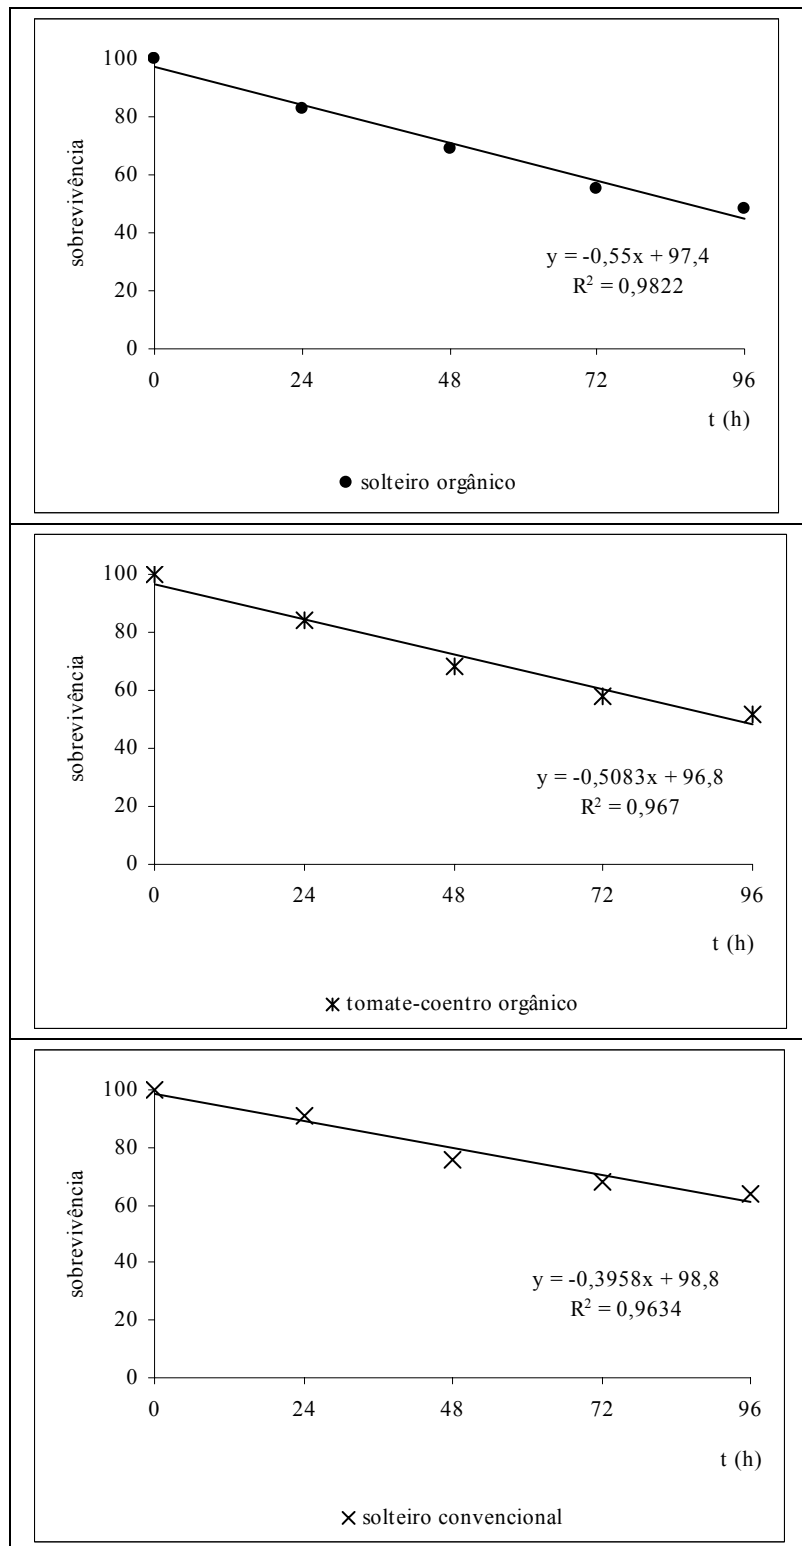 100
80
60
40
20
0
sobrevivência
y = -0,55x + 97,4
R² = 0,9822
0 24 48 72 96
t (h)
solteiro orgânico
100
80
60
40
20
0
sobrevivência
y = -0,5083x + 96,8
R² = 0,967
0 24 48 72 96
t (h)
tomate-coentro orgânico
100
80
60
40
20
0
sobrevivência
y = -0,3958x + 98,8
R² = 0,9634
0 24 48 72 96
t (h)
solteiro convencional